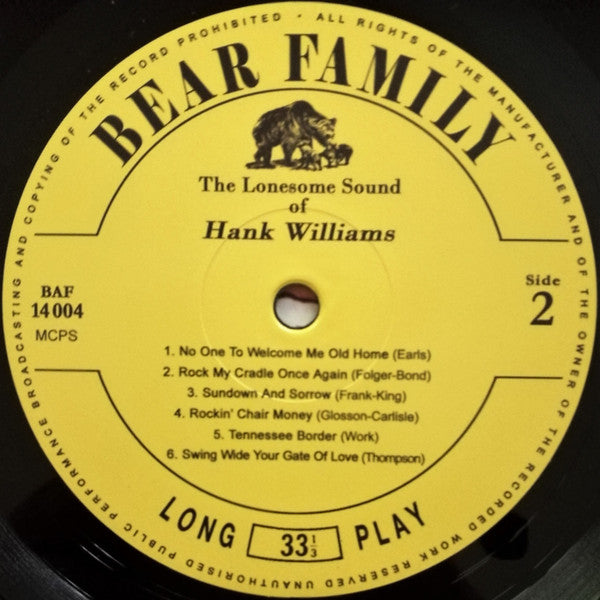 ALL RIGHTS OF THE MANUFACTURER AND OF THE OWNER OF THE RECORDED WORK RESERVED UNAUTHORISED PUBLIC PERFORMANCE BROADCASTING AND COPYING OF THE RECORD PROHIBITED ·
BEAR FAMILY
The Lonesome Sound
of
Hank Williams
BAF
14004
MCPS
Side
2
1. No One To Welcome Me Old Home (Earls)
2. Rock My Cradle Once Again (Folger-Bond)
3. Sundown And Sorrow (Frank-King)
4. Rockin' Chair Money (Glosson-Carlisle)
5. Tennessee Border (Work)
6. Swing Wide Your Gate Of Love (Thompson)
LONG 33 1/3 PLAY